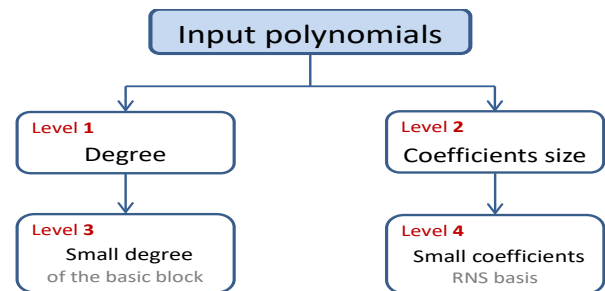 Input polynomials
Level 1
Degree
Level 2
Coefficients size
Level 3
Small degree
of the basic block
Level 4
Small coefficients
RNS basis